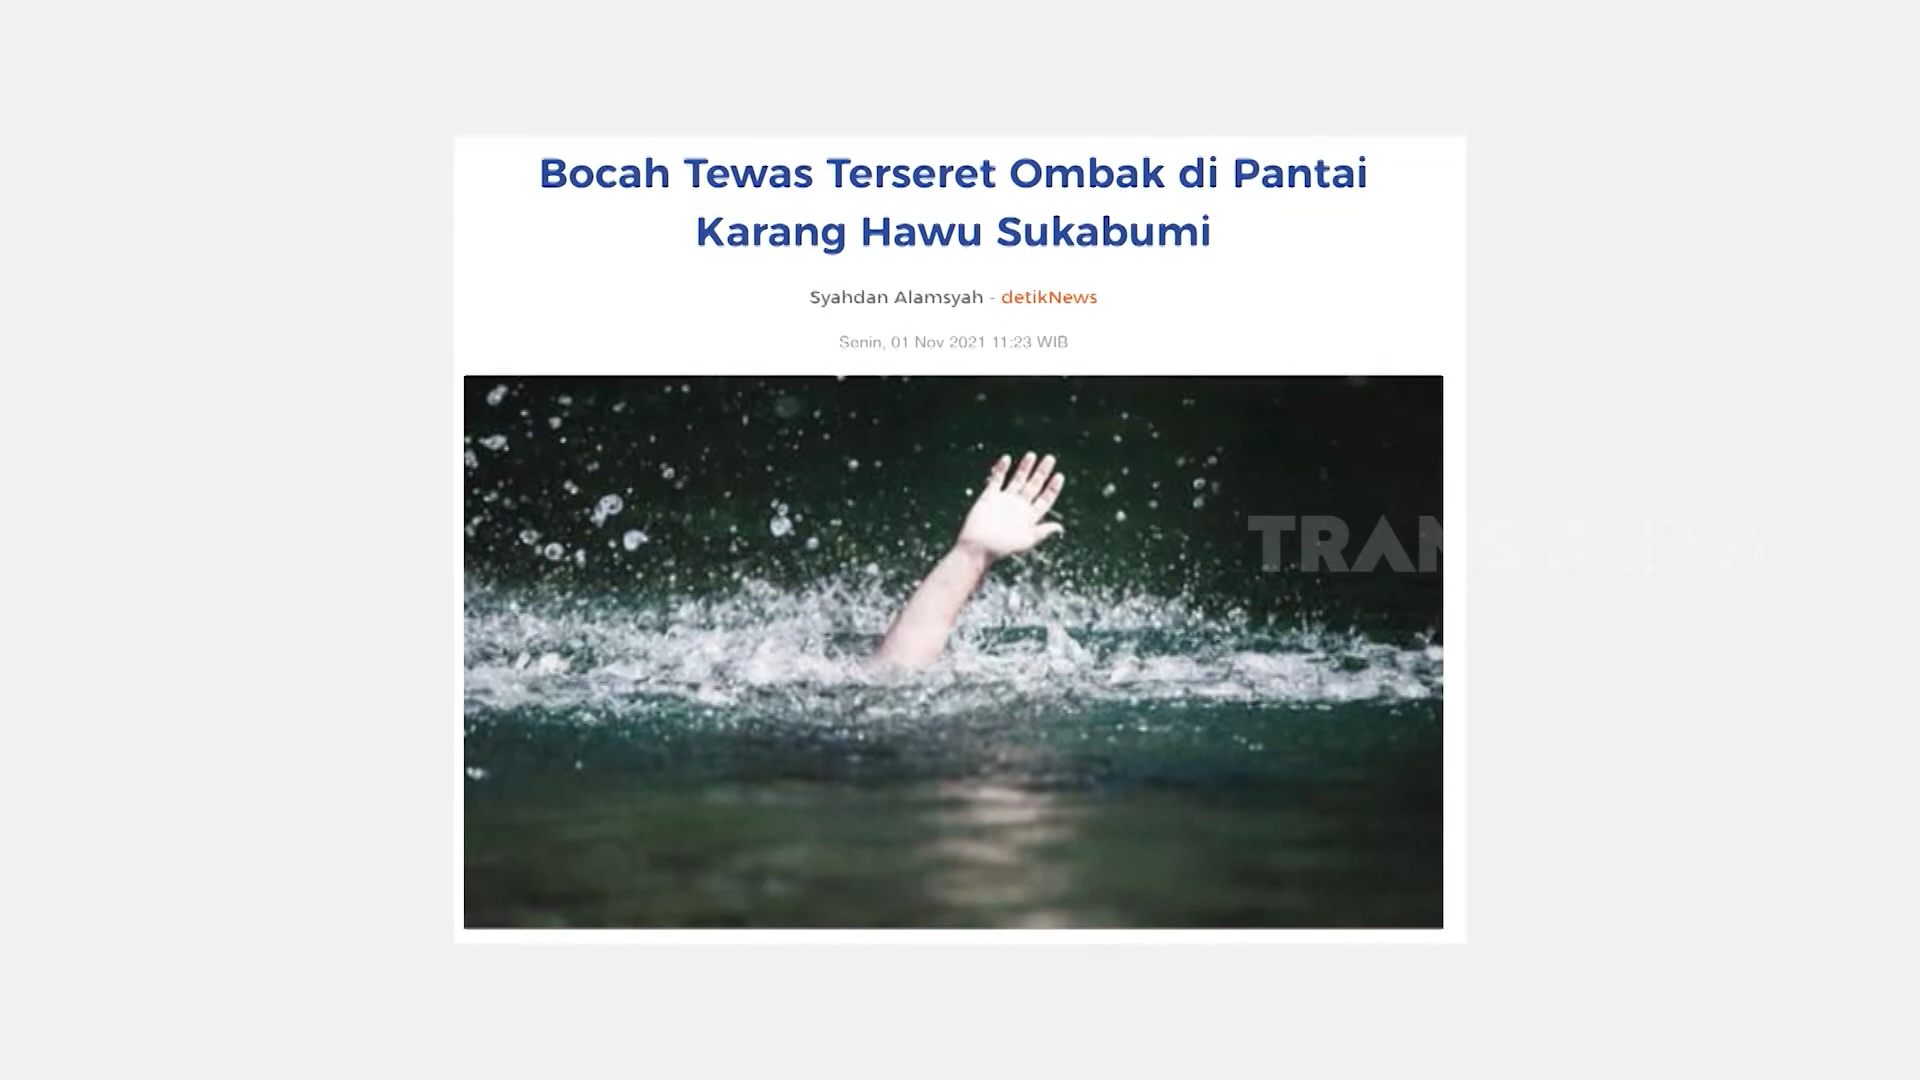 Bocah Tewas Terseret Ombak di Pantai
Karang Hawu Sukabumi
Syahdan Alamsyah - detikNews
Senin, 01 Nov 2021 11:23 WIB
TRANSMEDIA